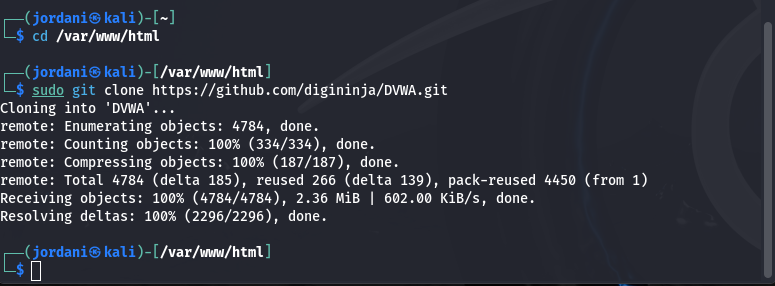 ┌──(jordani㉿kali)-[~]
└─$ cd /var/www/html
┌──(jordani㉿kali)-[/var/www/html]
└─$ sudo git clone https://github.com/digininja/DVWA.git
Cloning into 'DVWA'...
remote: Enumerating objects: 4784, done.
remote: Counting objects: 100% (334/334), done.
remote: Compressing objects: 100% (187/187), done.
remote: Total 4784 (delta 185), reused 266 (delta 139), pack-reused 4450 (from 1)
Receiving objects: 100% (4784/4784), 2.36 MiB | 602.00 KiB/s, done.
Resolving deltas: 100% (2296/2296), done.
┌──(jordani㉿kali)-[/var/www/html]
└─$